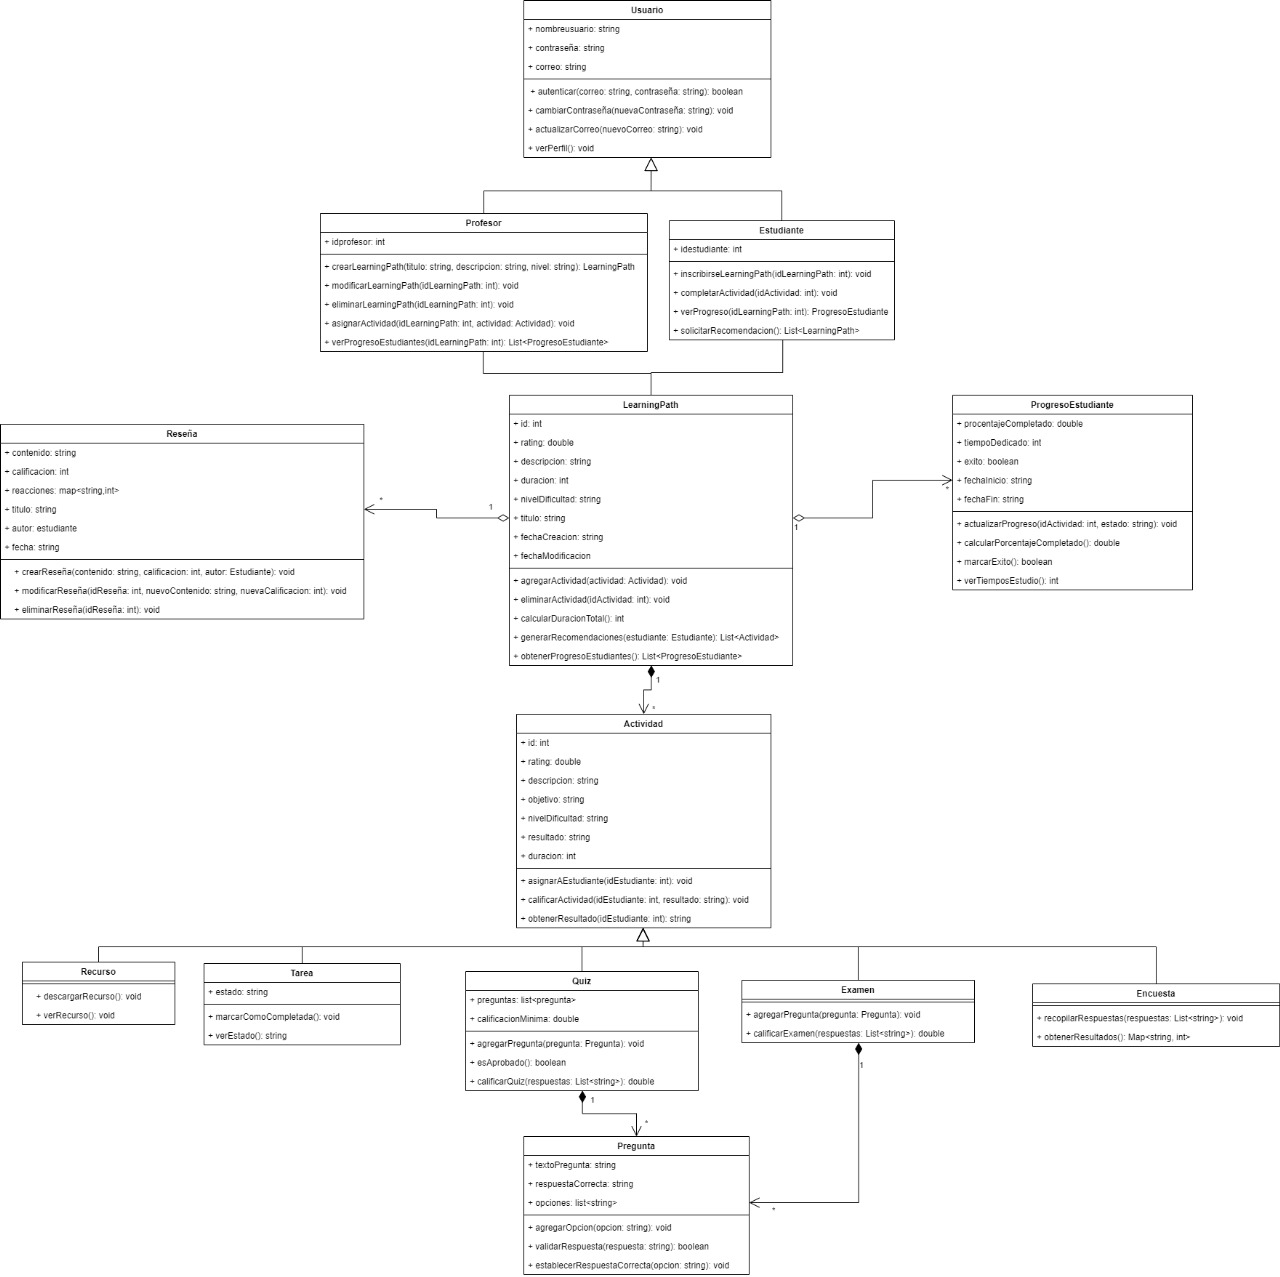 Usuario
+ nombreusuario: string
+ contraseña: string
+ correo: string
+ autenticar(correo: string, contraseña: string): boolean
+ cambiarContraseña(nuevaContraseña: string): void
+ actualizarCorreo(nuevoCorreo: string): void
+ verPerfil(): void
Profesor
+ idprofesor: int
+ crearLearningPath(titulo: string, descripcion: string, nivel: string): LearningPath
+ modificarLearningPath(idLearningPath: int): void
+ eliminarLearningPath(idLearningPath: int): void
+ asignarActividad(idLearningPath: int, actividad: Actividad): void
+ verProgresoEstudiantes(idLearningPath: int): List<ProgresoEstudiante>
Estudiante
+ idestudiante: int
+ inscribirseLearningPath(idLearningPath: int): void
+ completarActividad(idActividad: int): void
+ verProgreso(idLearningPath: int): ProgresoEstudiante
+ solicitarRecomendacion(): List<LearningPath>
Reseña
+ contenido: string
+ calificacion: int
+ reacciones: map<string,int>
+ titulo: string
+ autor: estudiante
+ fecha: string
+ crearReseña(contenido: string, calificacion: int, autor: Estudiante): void
+ modificarReseña(idReseña: int, nuevoContenido: string, nuevaCalificacion: int): void
+ eliminarReseña(idReseña: int): void
*
1
LearningPath
+ id: int
+ rating: double
+ descripcion: string
+ duracion: int
+ nivelDificultad: string
+ titulo: string
+ fechaCreacion: string
+ fechaModificacion
+ agregarActividad(actividad: Actividad): void
+ eliminarActividad(idActividad: int): void
+ calcularDuracionTotal(): int
+ generarRecomendaciones(estudiante: Estudiante): List<Actividad>
+ obtenerProgresoEstudiantes(): List<ProgresoEstudiante>
1
*
ProgresoEstudiante
+ procentajeCompletado: double
+ tiempoDedicado: int
+ exito: boolean
+ fechaInicio: string
+ fechaFin: string
+ actualizarProgreso(idActividad: int, estado: string): void
+ calcularPorcentajeCompletado(): double
+ marcarExito(): boolean
+ verTiemposEstudio(): int
1
*
Actividad
+ id: int
+ rating: double
+ descripcion: string
+ objetivo: string
+ nivelDificultad: string
+ resultado: string
+ duracion: int
+ asignarAEstudiante(idEstudiante: int): void
+ calificarActividad(idEstudiante: int, resultado: string): void
+ obtenerResultado(idEstudiante: int): string
Recurso
+ descargarRecurso(): void
+ verRecurso(): void
Tarea
+ estado: string
+ marcarComoCompletada(): void
+ verEstado(): string
Quiz
+ preguntas: list<pregunta>
+ calificacionMinima: double
+ agregarPregunta(pregunta: Pregunta): void
+ esAprobado(): boolean
+ calificarQuiz(respuestas: List<string>): double
Examen
+ agregarPregunta(pregunta: Pregunta): void
+ calificarExamen(respuestas: List<string>): double
Encuesta
+ recopilarRespuestas(respuestas: List<string>): void
+ obtenerResultados(): Map<string, int>
1
*
1
*
Pregunta
+ textoPregunta: string
+ respuestaCorrecta: string
+ opciones: list<string>
+ agregarOpcion(opcion: string): void
+ validarRespuesta(respuesta: string): boolean
+ establecerRespuestaCorrecta(opcion: string): void